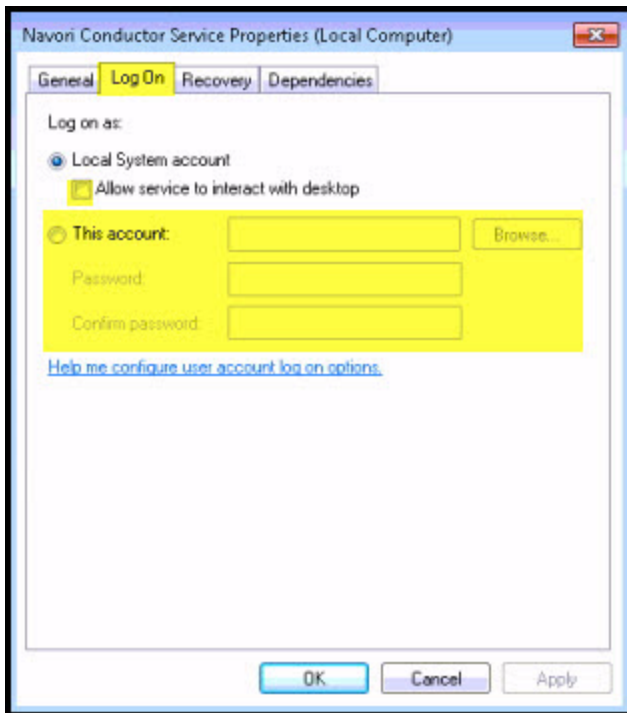 Navori Conductor Service Properties (Local Computer)
General Log On Recovery Dependencies
Log on as:
Local System account
Allow service to interact with desktop
This account: Browse...
Password:
Confirm password:
Help me configure user account log on options.
OK Cancel Apply